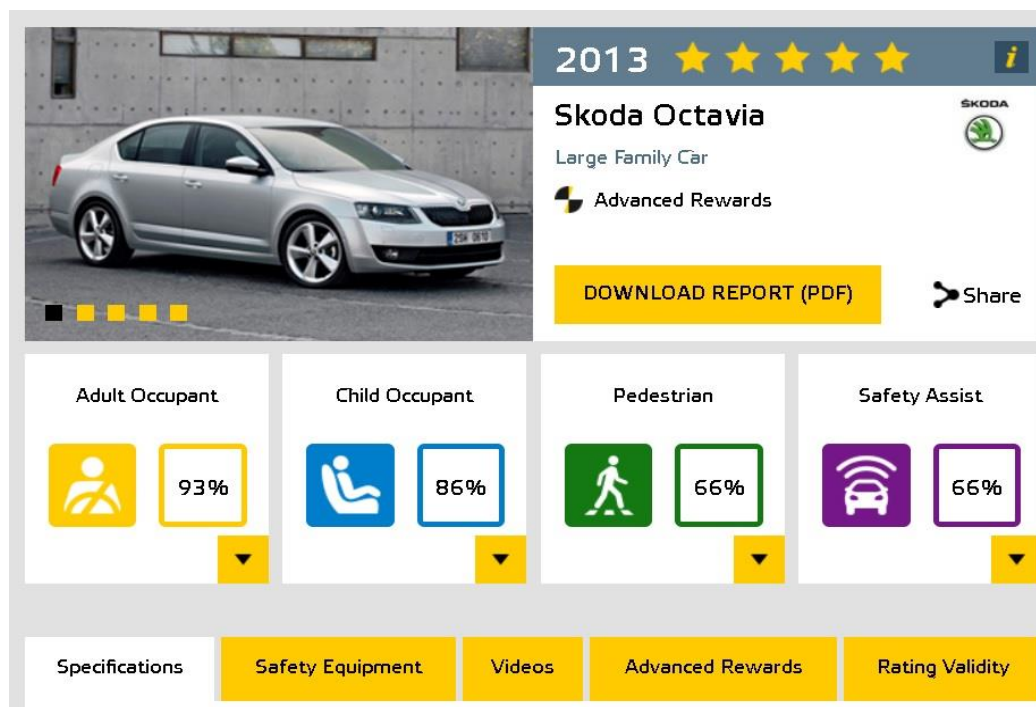 2013
i
Skoda Octavia
ŠKODA
Large Family Car
Advanced Rewards
DOWNLOAD REPORT (PDF)
Share
Adult Occupant
Child Occupant
Pedestrian
Safety Assist
93%
86%
66%
66%
Specifications
Safety Equipment
Videos
Advanced Rewards
Rating Validity